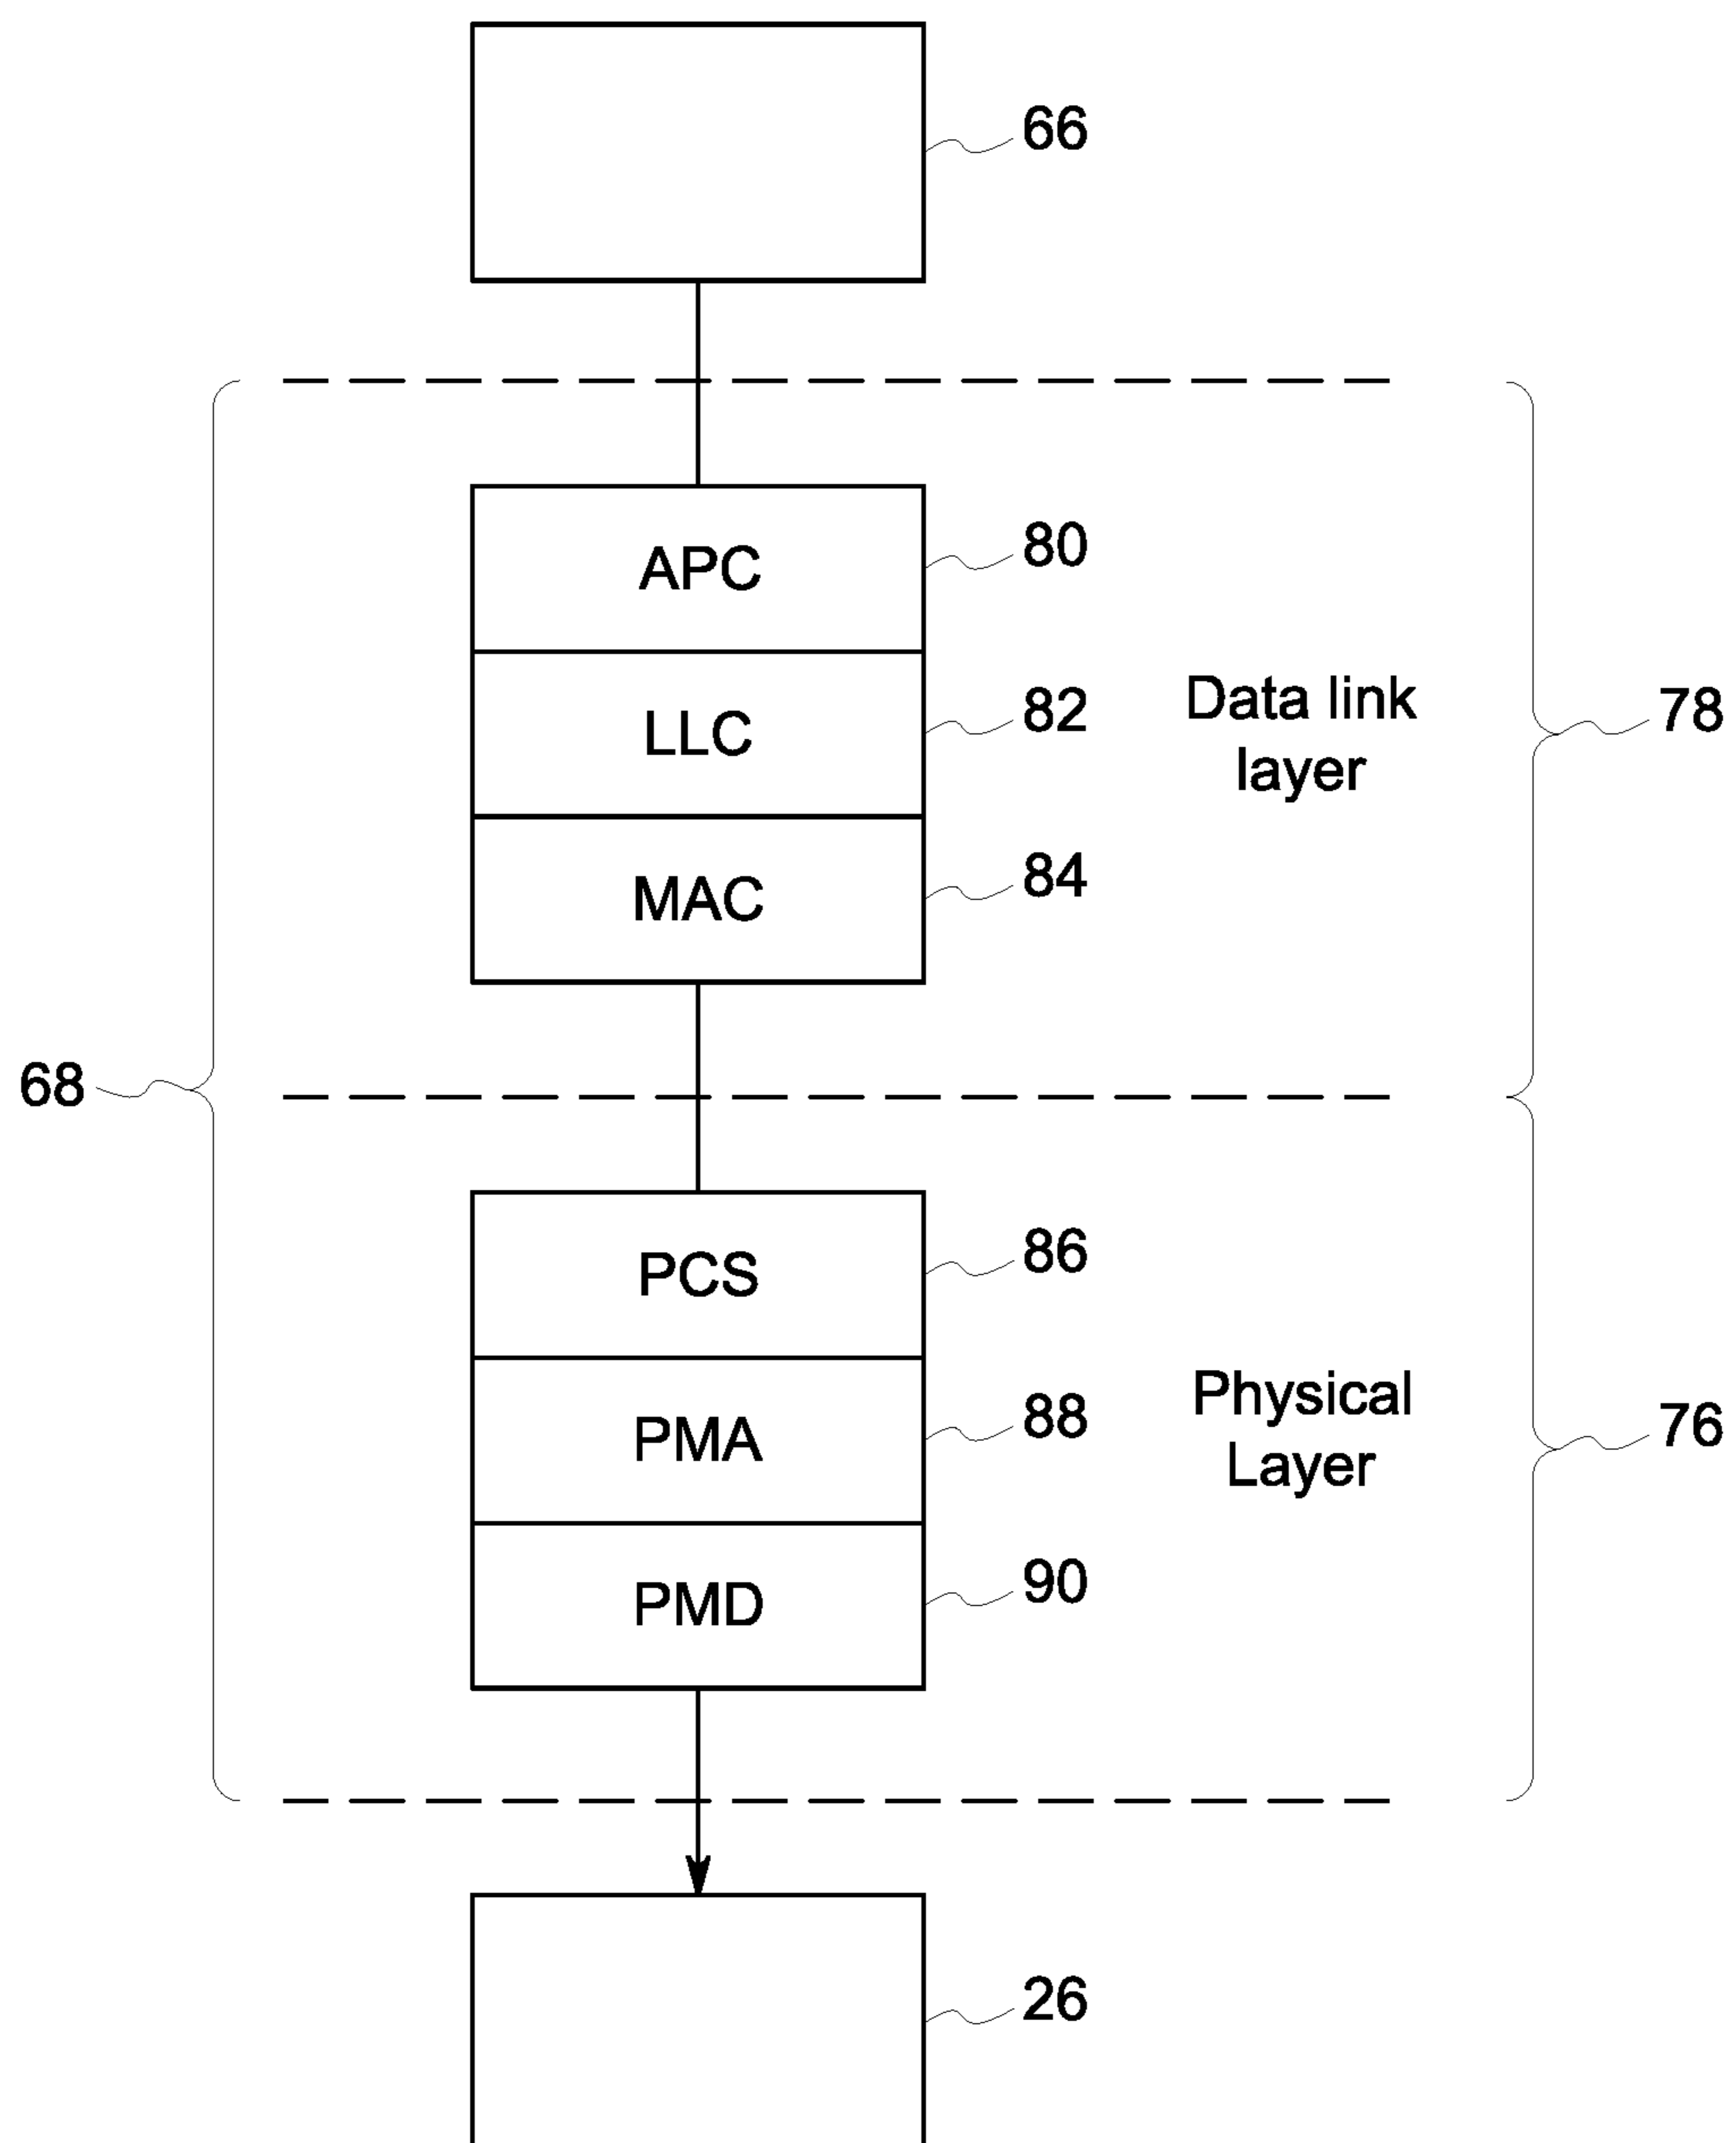 66
APC
80
LLC
82
Data link
layer
78
MAC
84
68
PCS
86
PMA
88
Physical
Layer
76
PMD
90
26